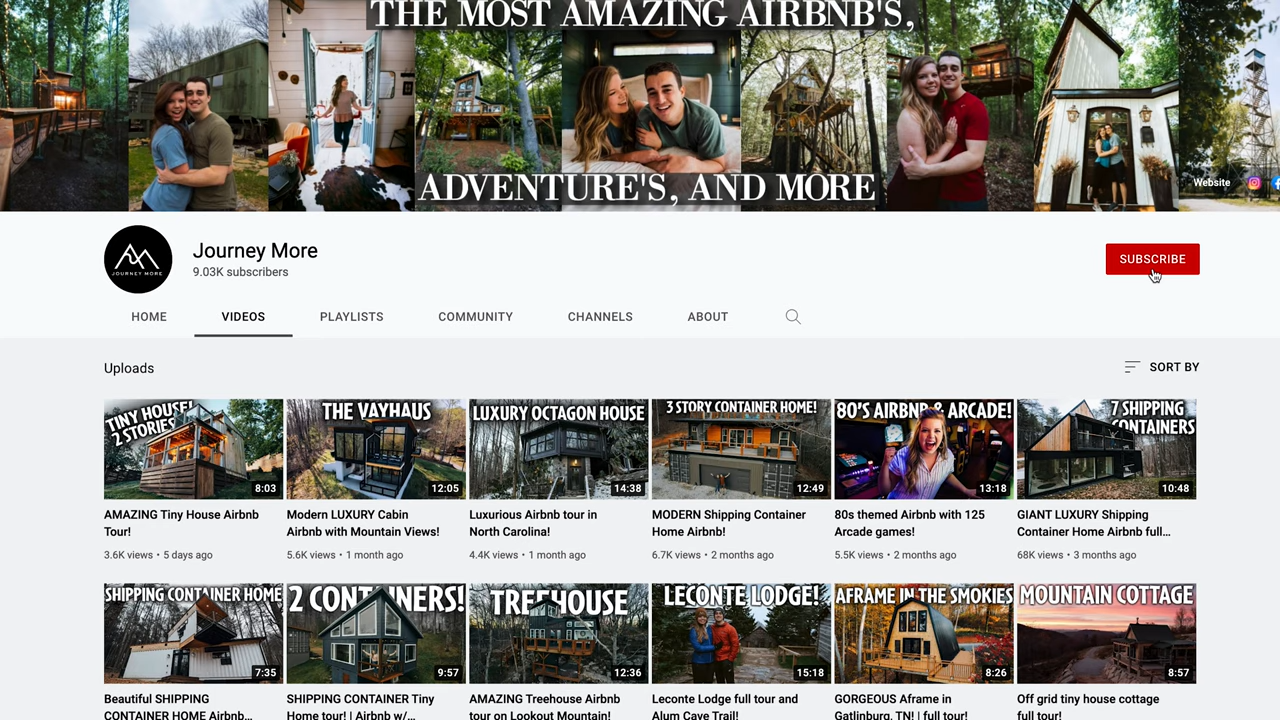 THE MOST AMAZING AIRBNB'S,
ADVENTURE'S, AND MORE
Website
JOURNEY MORE
Journey More
9.03K subscribers
SUBSCRIBE
HOME VIDEOS PLAYLISTS COMMUNITY CHANNELS ABOUT
Uploads
SORT BY
TINY HOUSE!
2 STORIES
8:03
THE VAYHAUS
12:05
LUXURY OCTAGON HOUSE
14:38
3 STORY CONTAINER HOME!
12:49
80'S AIRBNB & ARCADE!
13:18
7 SHIPPING
CONTAINERS
10:48
AMAZING Tiny House Airbnb
Tour!
3.6K views • 5 days ago
Modern LUXURY Cabin
Airbnb with Mountain Views!
5.6K views • 1 month ago
Luxurious Airbnb tour in
North Carolina!
4.4K views • 1 month ago
MODERN Shipping Container
Home Airbnb!
6.7K views • 2 months ago
80s themed Airbnb with 125
Arcade games!
5.5K views • 2 months ago
GIANT LUXURY Shipping
Container Home Airbnb full...
68K views • 3 months ago
SHIPPING CONTAINER HOME
7:35
2 CONTAINERS!
9:57
TREEHOUSE
12:36
LECONTE LODGE!
15:18
AFRAME IN THE SMOKIES
8:26
MOUNTAIN COTTAGE
8:57
Beautiful SHIPPING
CONTAINER HOME Airbnb...
SHIPPING CONTAINER Tiny
Home tour! | Airbnb w/...
AMAZING Treehouse Airbnb
tour on Lookout Mountain!
Leconte Lodge full tour and
Alum Cave Trail!
GORGEOUS Aframe in
Gatlinburg, TN! | full tour!
Off grid tiny house cottage
full tour!